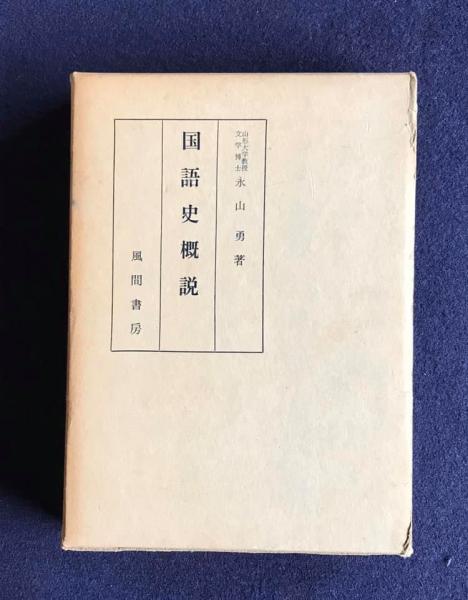 山形大学教授
文学博士
永山勇著
国語史概説
風間書房